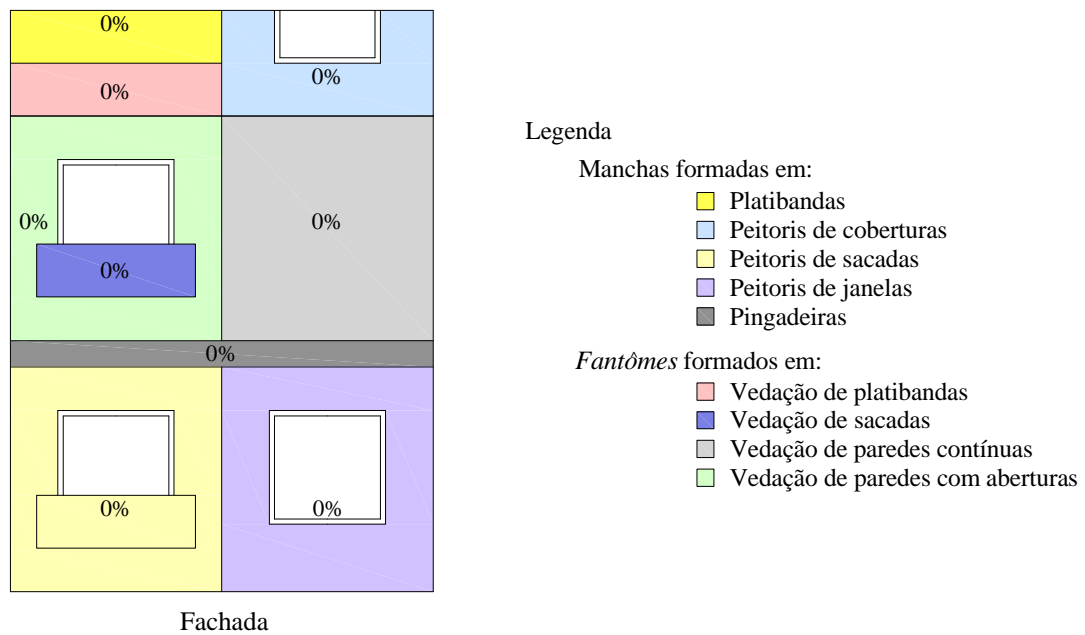 0%
0%
0%
0%
0%
0%
0%
0%
0%
Fachada
Legenda
Manchas formadas em:
Platibandas
Peitoris de coberturas
Peitoris de sacadas
Peitoris de janelas
Pingadeiras
Fantômes formados em:
Vedação de platibandas
Vedação de sacadas
Vedação de paredes contínuas
Vedação de paredes com aberturas